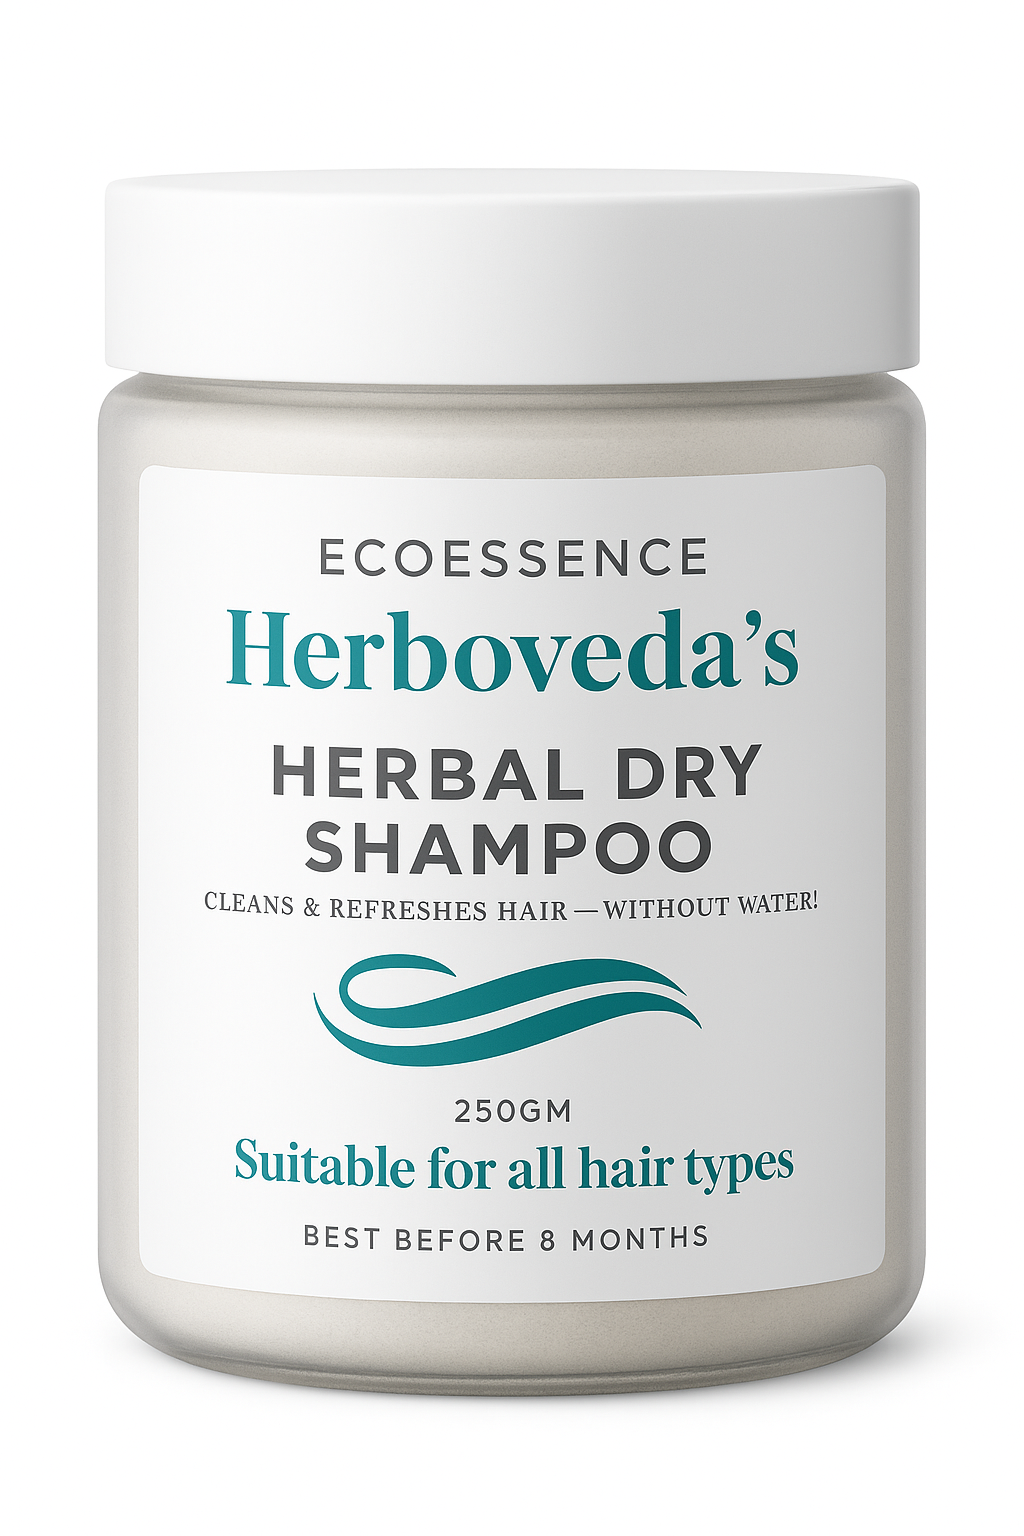 ECOESSENCE
Herboveda's
HERBAL DRY
SHAMPOO
CLEANS & REFRESHES HAIR—WITHOUT WATER!
250GM
Suitable for all hair types
BEST BEFORE 8 MONTHS